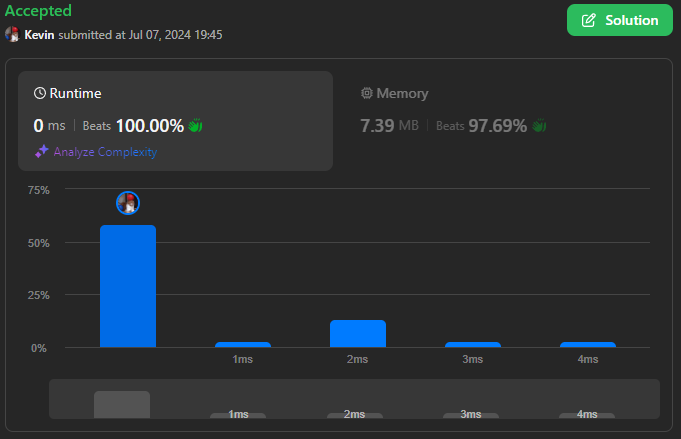 Accepted
Solution
Kevin submitted at Jul 07, 2024 19:45
Runtime
0 ms Beats 100.00%
Analyze Complexity
Memory
7.39 MB Beats 97.69%
75%
50%
25%
0%
1ms 2ms 3ms 4ms
1ms 2ms 3ms 4ms